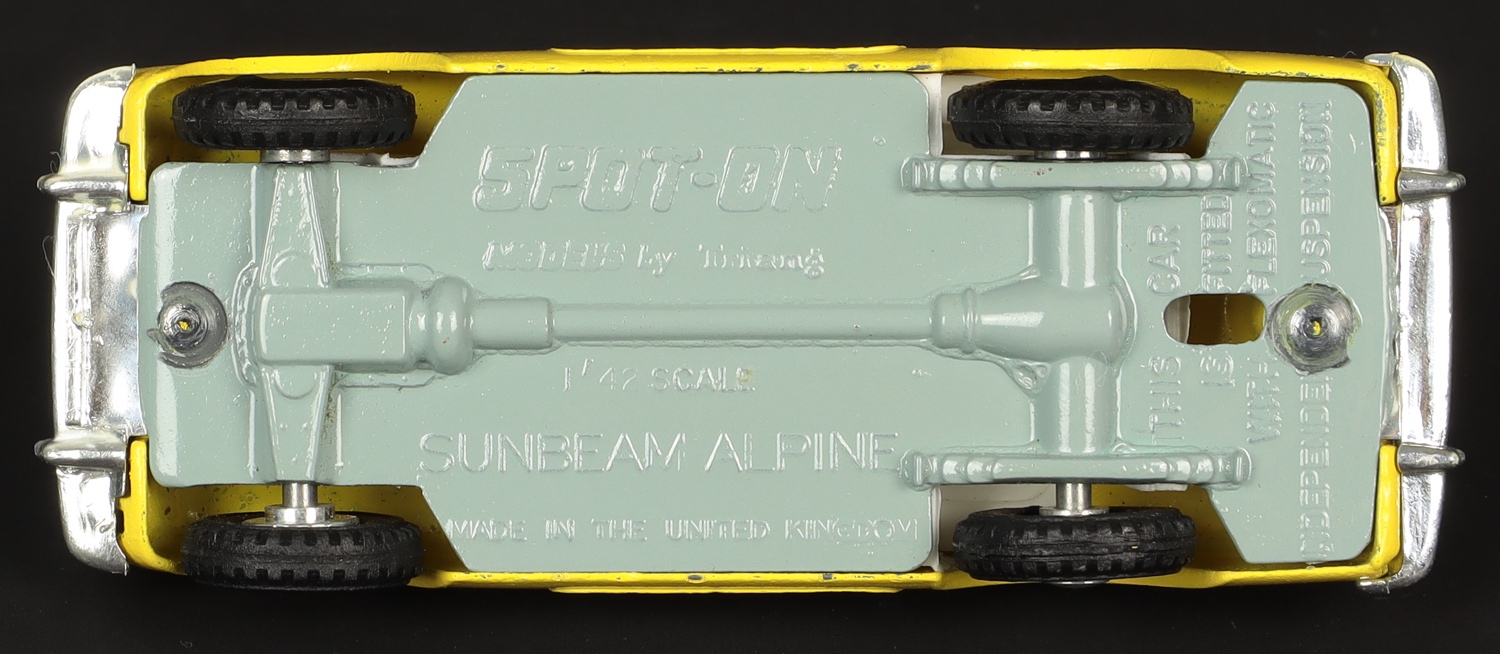 SPOT-ON
MODELS by Tri-ang
1/42 SCALE
SUNBEAM ALPINE
MADE IN THE UNITED KINGDOM
THIS CAR
IS FITTED
WITH FLEXOMATIC
INDEPENDENT SUSPENSION